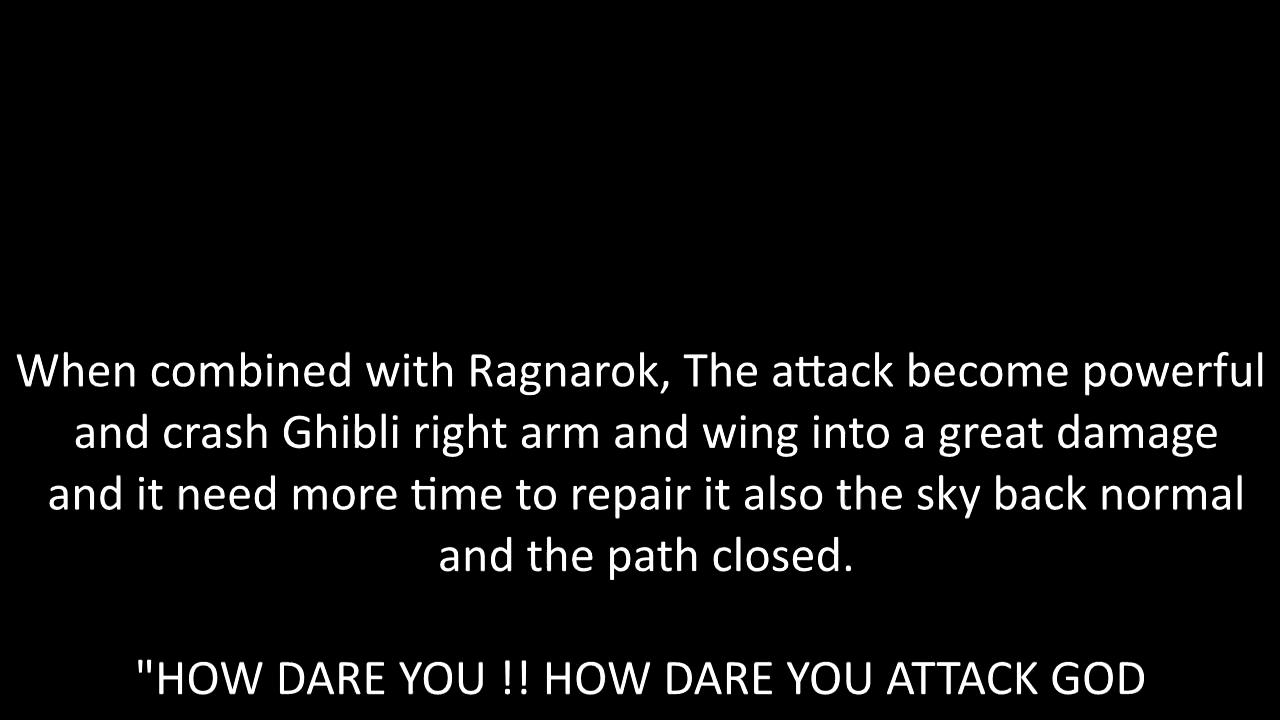 When combined with Ragnarok, The attack become powerful
and crash Ghibli right arm and wing into a great damage
and it need more time to repair it also the sky back normal
and the path closed.
"HOW DARE YOU !! HOW DARE YOU ATTACK GOD